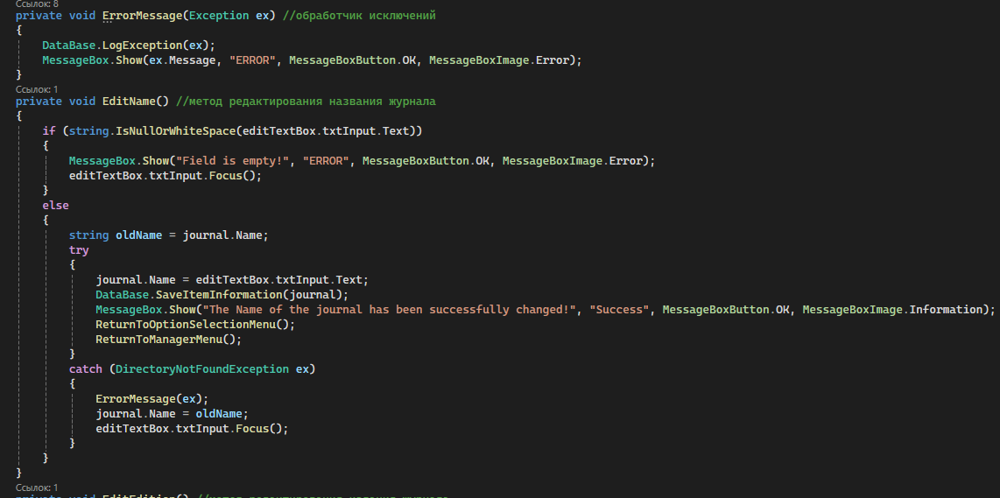 Ссылок: 8
private void ErrorMessage(Exception ex) //обработчик исключений
{
DataBase.LogException(ex);
MessageBox.Show(ex.Message, "ERROR", MessageBoxButton.OK, MessageBoxImage.Error);
}
Ссылок: 1
private void EditName() //метод редактирования названия журнала
{
if (string.IsNullOrWhiteSpace(editTextBox.txtInput.Text))
{
MessageBox.Show("Field is empty!", "ERROR", MessageBoxButton.OK, MessageBoxImage.Error);
editTextBox.txtInput.Focus();
}
else
{
string oldName = journal.Name;
try
{
journal.Name = editTextBox.txtInput.Text;
DataBase.SaveItemInformation(journal);
MessageBox.Show("The Name of the journal has been successfully changed!", "Success", MessageBoxButton.OK, MessageBoxImage.Information);
ReturnToOptionSelectionMenu();
ReturnToManagerMenu();
}
catch (DirectoryNotFoundException ex)
{
ErrorMessage(ex);
journal.Name = oldName;
editTextBox.txtInput.Focus();
}
}
}
Ссылок: 1
private void EditEdition() //метод редактирования издания журнала